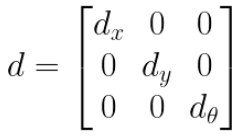 d = [ d_x 0 0
0 d_y 0
0 0 d_θ ]